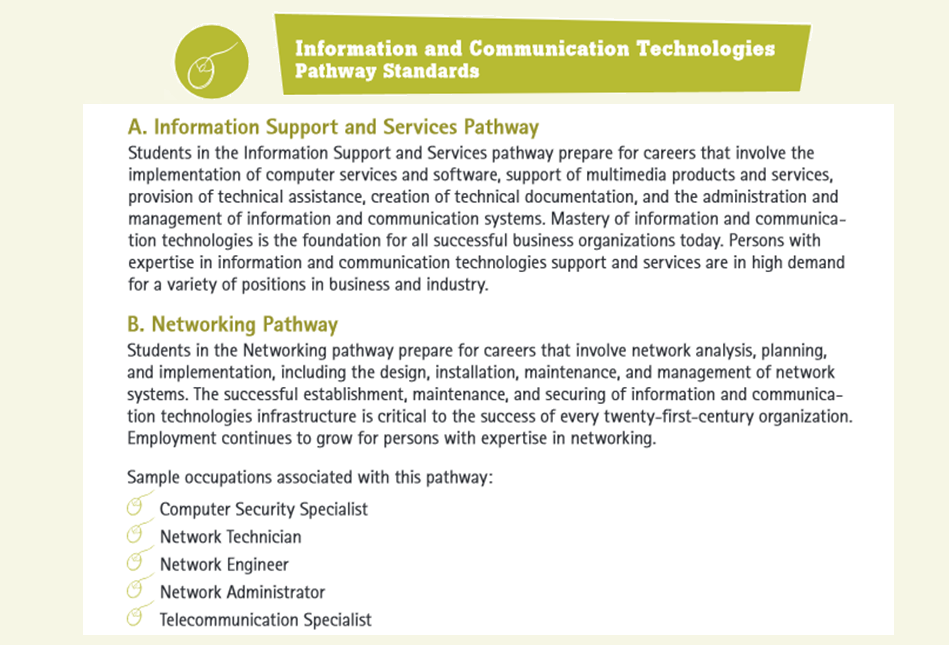 Information and Communication Technologies
Pathway Standards
A. Information Support and Services Pathway
Students in the Information Support and Services pathway prepare for careers that involve the
implementation of computer services and software, support of multimedia products and services,
provision of technical assistance, creation of technical documentation, and the administration and
management of information and communication systems. Mastery of information and communica-
tion technologies is the foundation for all successful business organizations today. Persons with
expertise in information and communication technologies support and services are in high demand
for a variety of positions in business and industry.
B. Networking Pathway
Students in the Networking pathway prepare for careers that involve network analysis, planning,
and implementation, including the design, installation, maintenance, and management of network
systems. The successful establishment, maintenance, and securing of information and communica-
tion technologies infrastructure is critical to the success of every twenty-first-century organization.
Employment continues to grow for persons with expertise in networking.
Sample occupations associated with this pathway:
Computer Security Specialist
Network Technician
Network Engineer
Network Administrator
Telecommunication Specialist